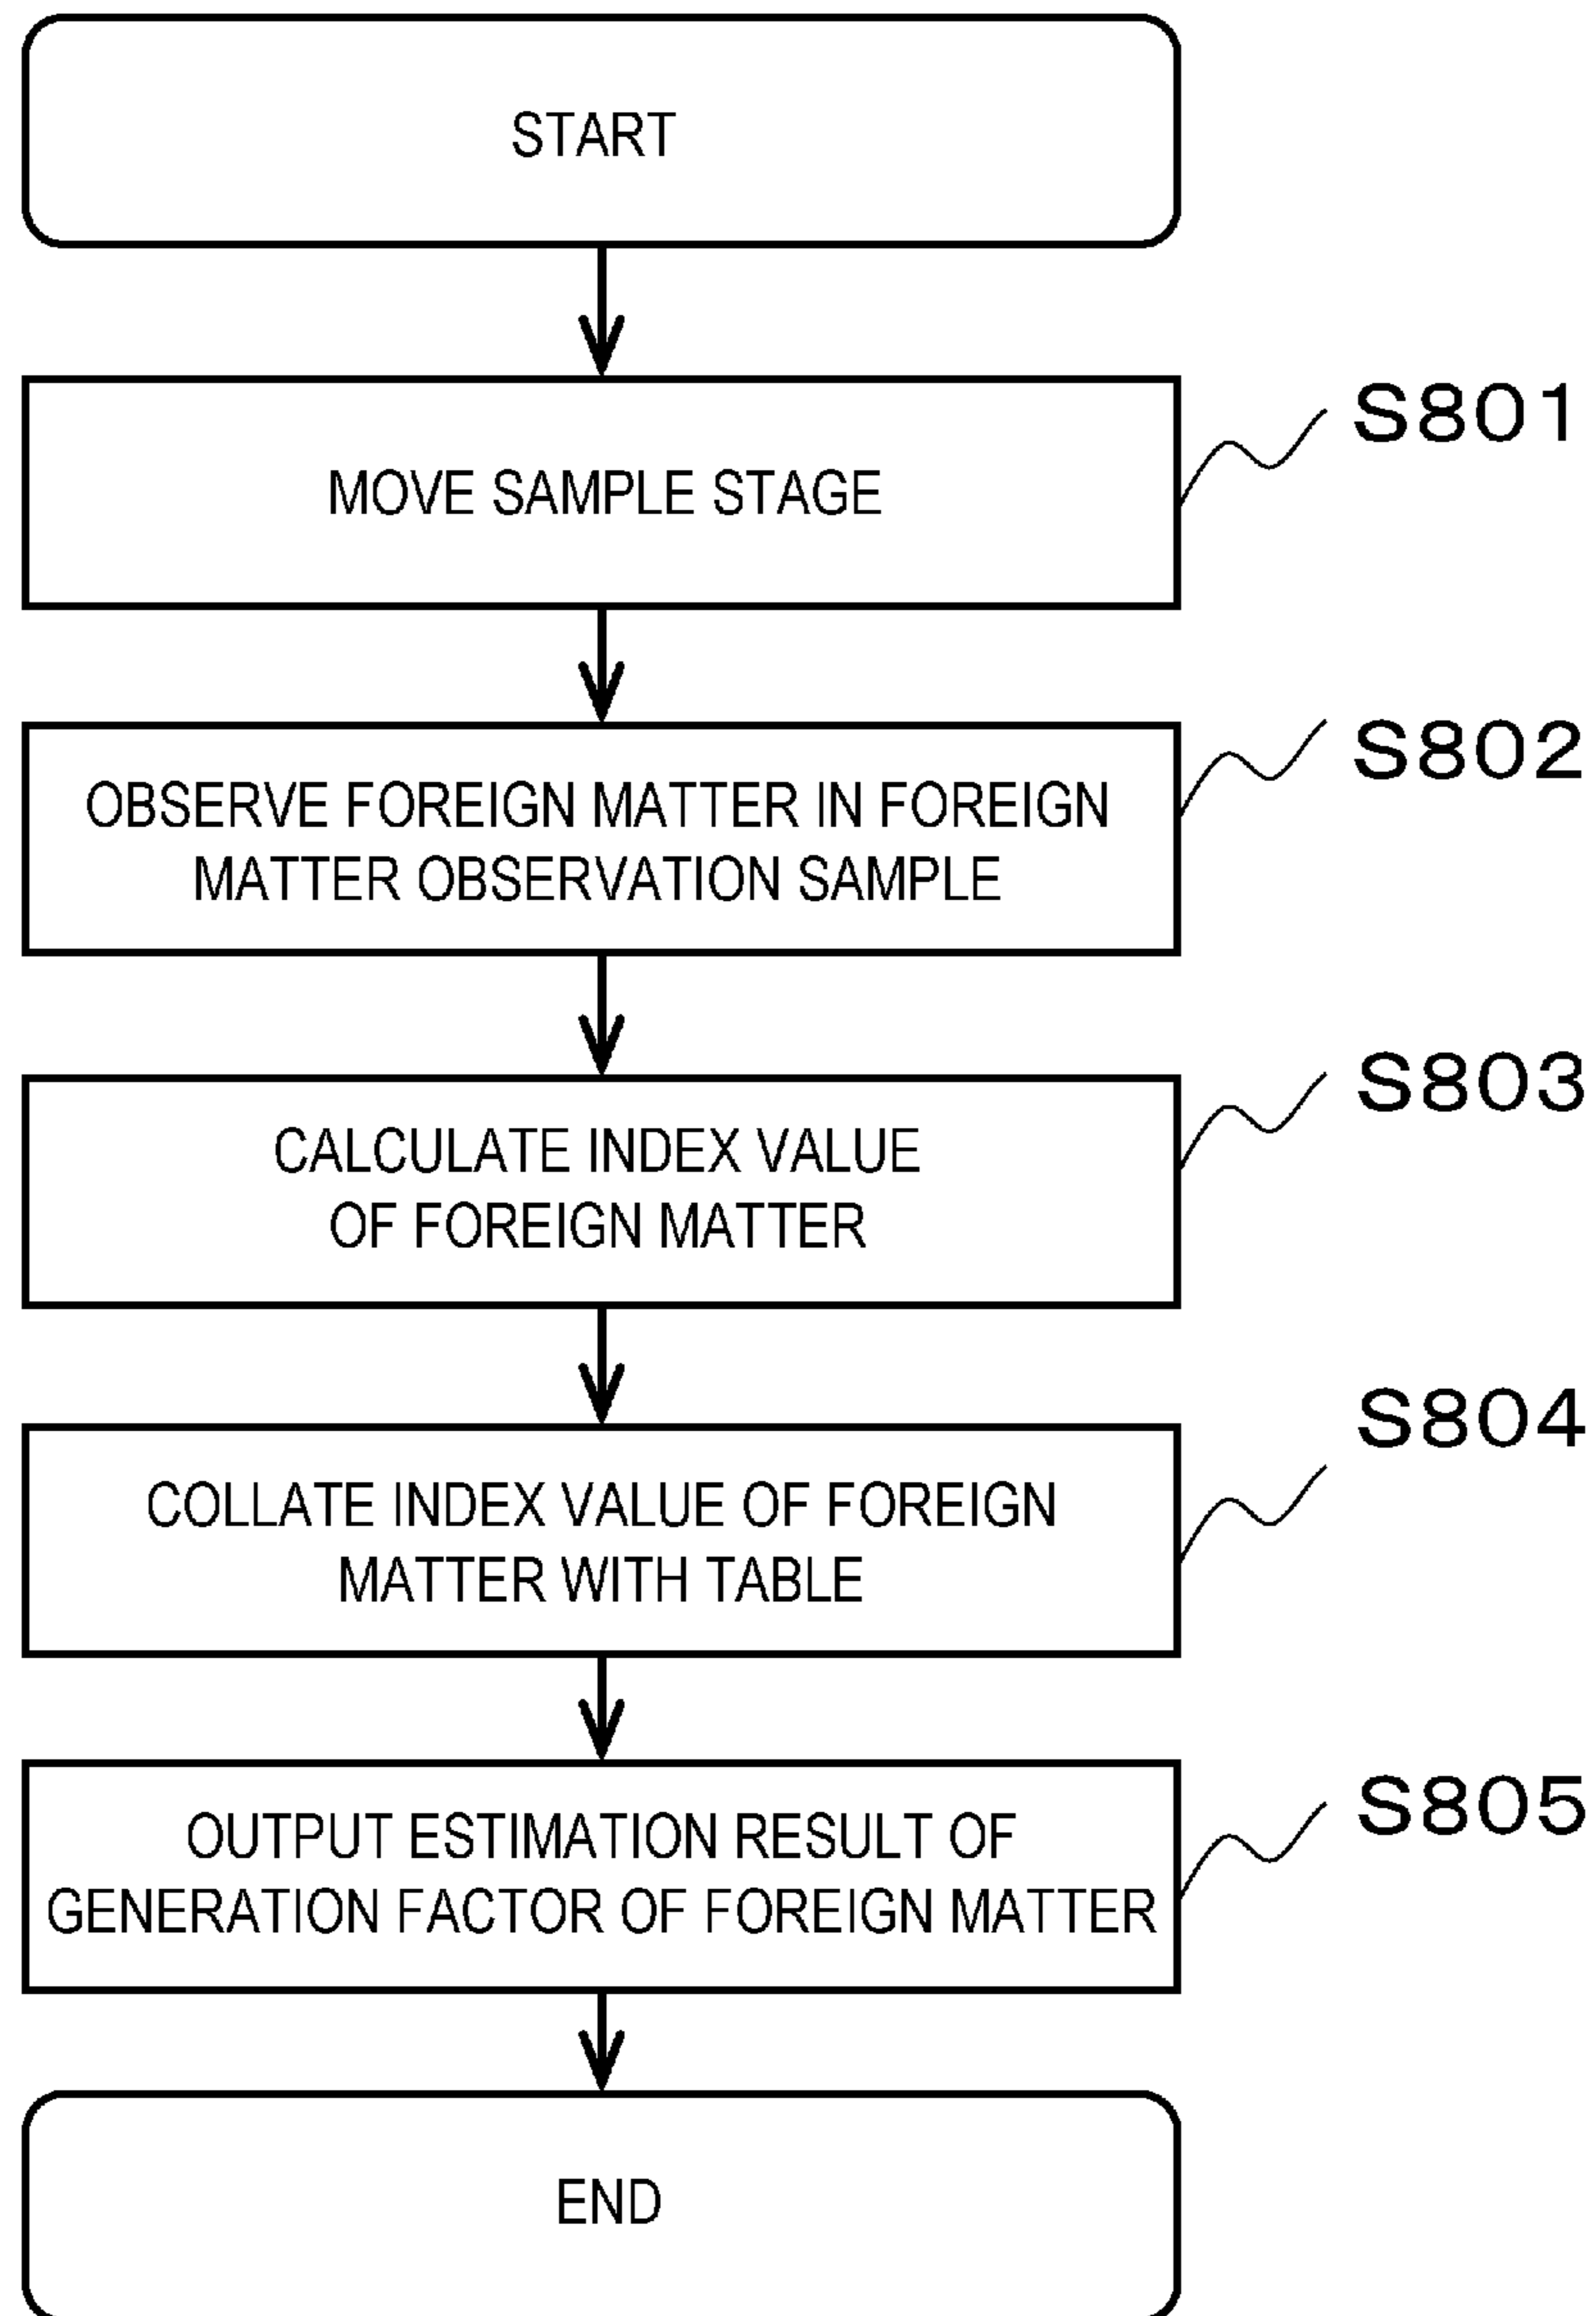 START
S801
MOVE SAMPLE STAGE
S802
OBSERVE FOREIGN MATTER IN FOREIGN
MATTER OBSERVATION SAMPLE
S803
CALCULATE INDEX VALUE
OF FOREIGN MATTER
S804
COLLATE INDEX VALUE OF FOREIGN
MATTER WITH TABLE
S805
OUTPUT ESTIMATION RESULT OF
GENERATION FACTOR OF FOREIGN MATTER
END